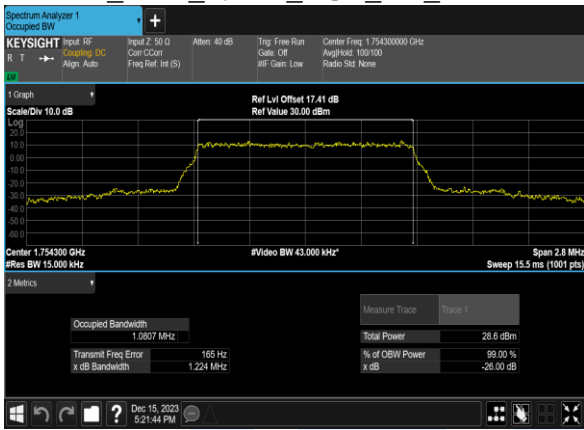 Spectrum Analyzer 1
Occupied BW
+
KEYSIGHT Input: RF Input Z: 50 Ω Atten: 40 dB Trig: Free Run Center Freq: 1.754300000 GHz
R T Coupling: DC Corr CCorr Gate: Off Avg|Hold: 100/100
Align: Auto Freq Ref: Int (S) #IF Gain: Low Radio Std: None
LV
1 Graph Ref Lvl Offset 17.41 dB
Scale/Div 10.0 dB Ref Value 30.00 dBm
Log
20.0
10.0
0.00
-10.0
-20.0
-30.0
-40.0
-50.0
-60.0
Center 1.754300 GHz #Video BW 43.000 kHz* Span 2.8 MHz
#Res BW 15.000 kHz Sweep 15.5 ms (1001 pts)
2 Metrics
Measure Trace Trace 1
Occupied Bandwidth
1.0807 MHz Total Power 28.6 dBm
Transmit Freq Error 165 Hz % of OBW Power 99.00 %
x dB Bandwidth 1.224 MHz x dB -26.00 dB
? Dec 15, 2023
5:21:44 PM